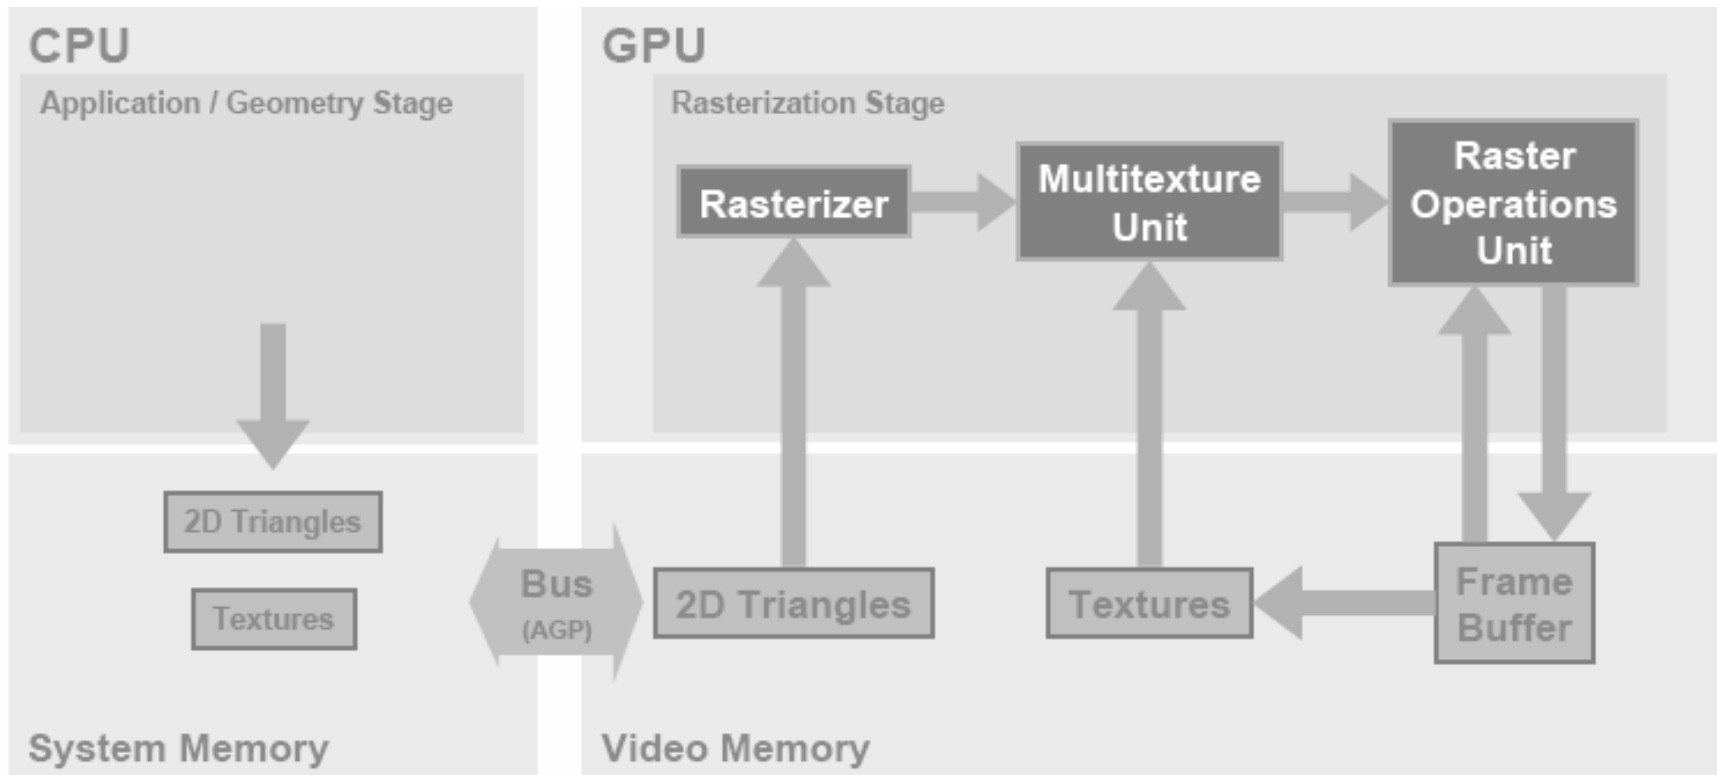 CPU
Application / Geometry Stage
2D Triangles
Textures
System Memory
Bus
(AGP)
GPU
Rasterization Stage
Rasterizer
Multitexture
Unit
Raster
Operations
Unit
2D Triangles
Textures
Frame
Buffer
Video Memory